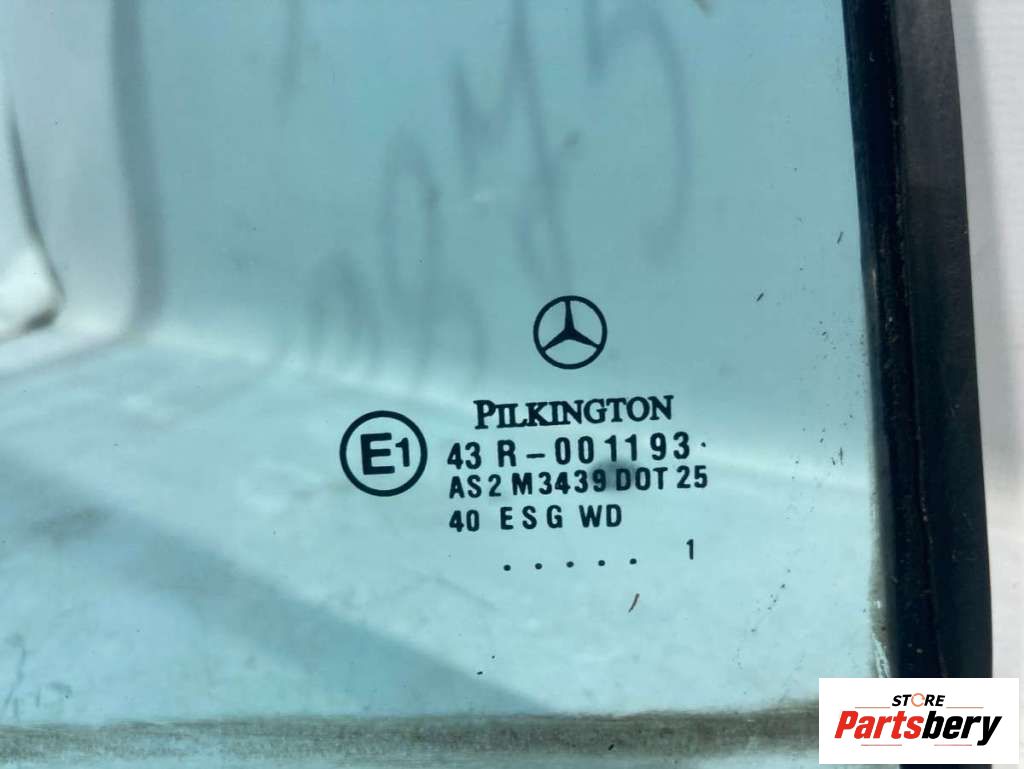 PILKINGTON
E1
43 R-001193.
AS2 M3439 DOT 25
40 ESG WD
. . . . . 1
STORE
Partsbery